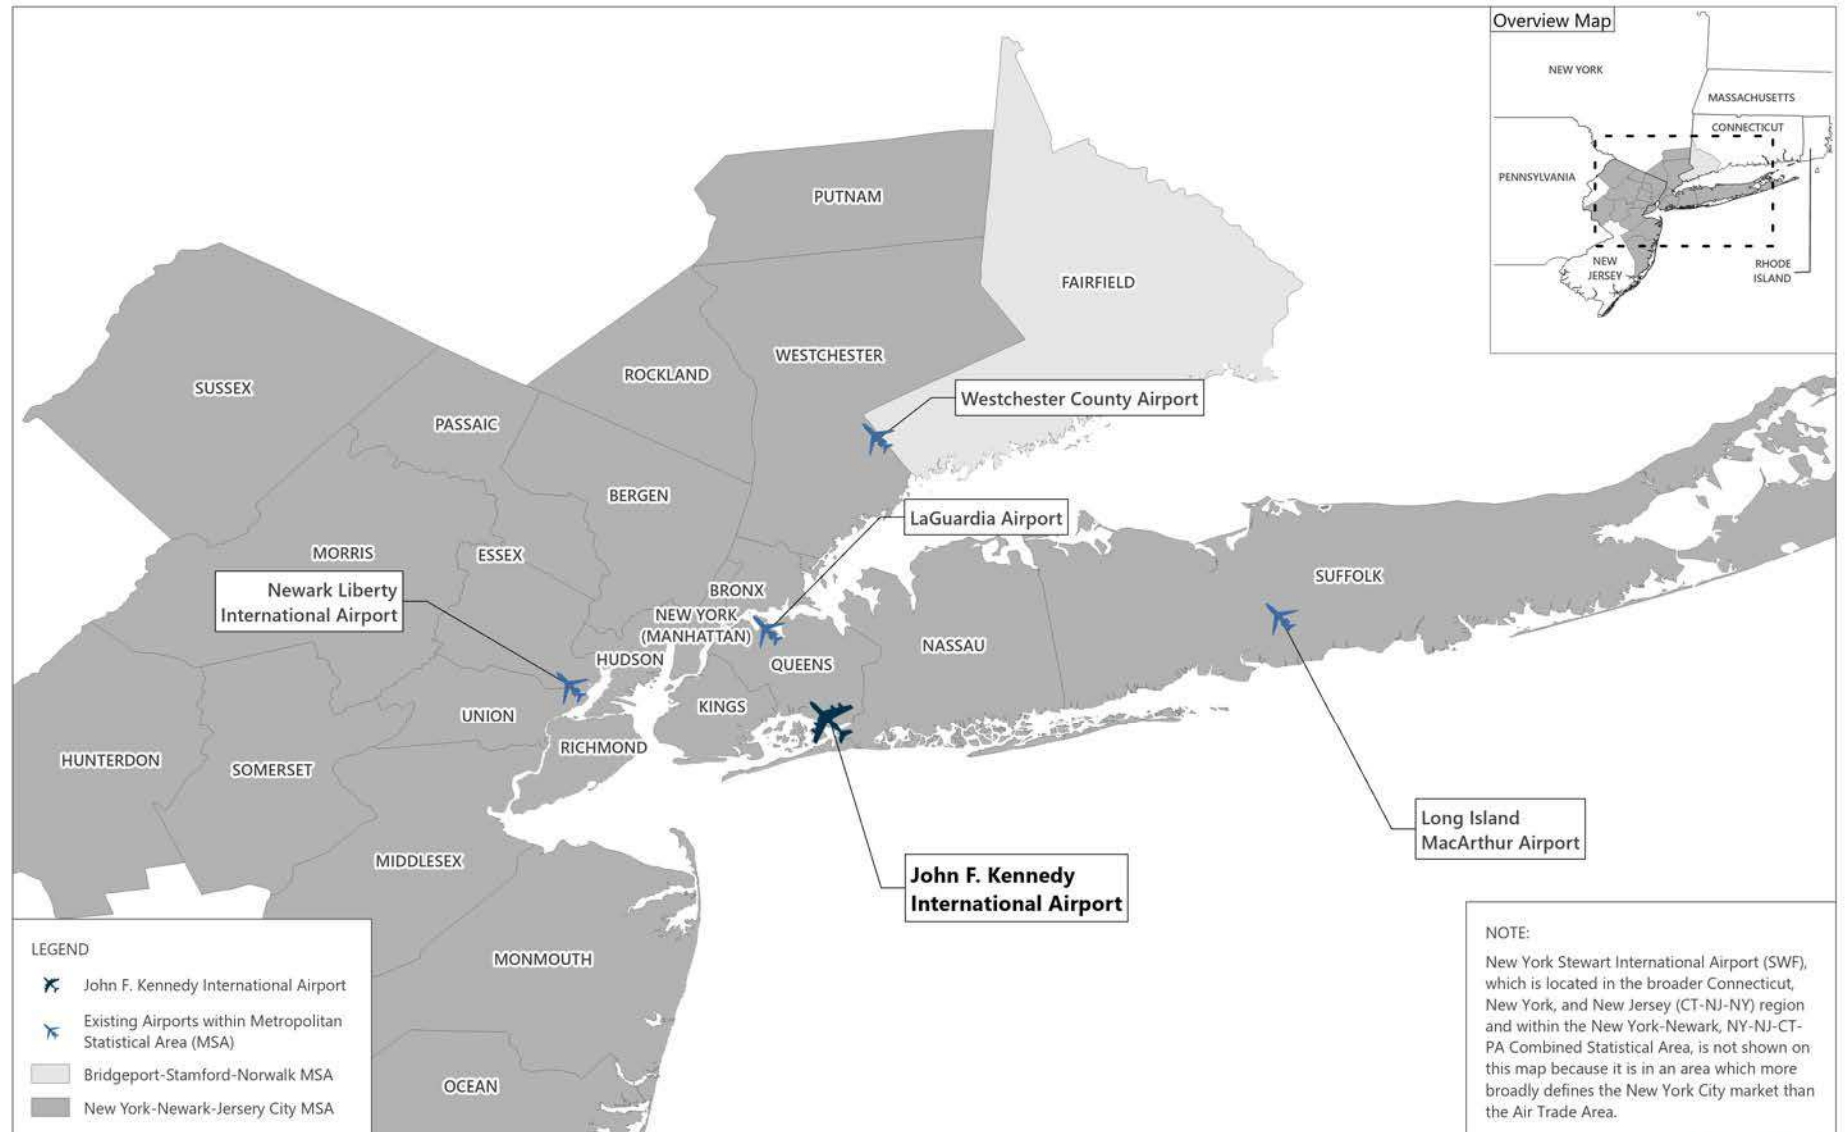 Overview Map
NEW YORK
MASSACHUSETTS
CONNECTICUT
PENNSYLVANIA
NEW
JERSEY
RHODE
ISLAND
PUTNAM
FAIRFIELD
WESTCHESTER
ROCKLAND
SUSSEX
PASSAIC
Westchester County Airport
BERGEN
LaGuardia Airport
MORRIS
ESSEX
SUFFOLK
Newark Liberty
International Airport
BRONX
NEW YORK
(MANHATTAN)
NASSAU
HUDSON
QUEENS
KINGS
UNION
RICHMOND
HUNTERDON
SOMERSET
Long Island
MacArthur Airport
MIDDLESEX
John F. Kennedy
International Airport
MONMOUTH
OCEAN
LEGEND
John F. Kennedy International Airport
Existing Airports within Metropolitan
Statistical Area (MSA)
Bridgeport-Stamford-Norwalk MSA
New York-Newark-Jersery City MSA
NOTE:
New York Stewart International Airport (SWF),
which is located in the broader Connecticut,
New York, and New Jersey (CT-NJ-NY) region
and within the New York-Newark, NY-NJ-CT-
PA Combined Statistical Area, is not shown on
this map because it is in an area which more
broadly defines the New York City market than
the Air Trade Area.